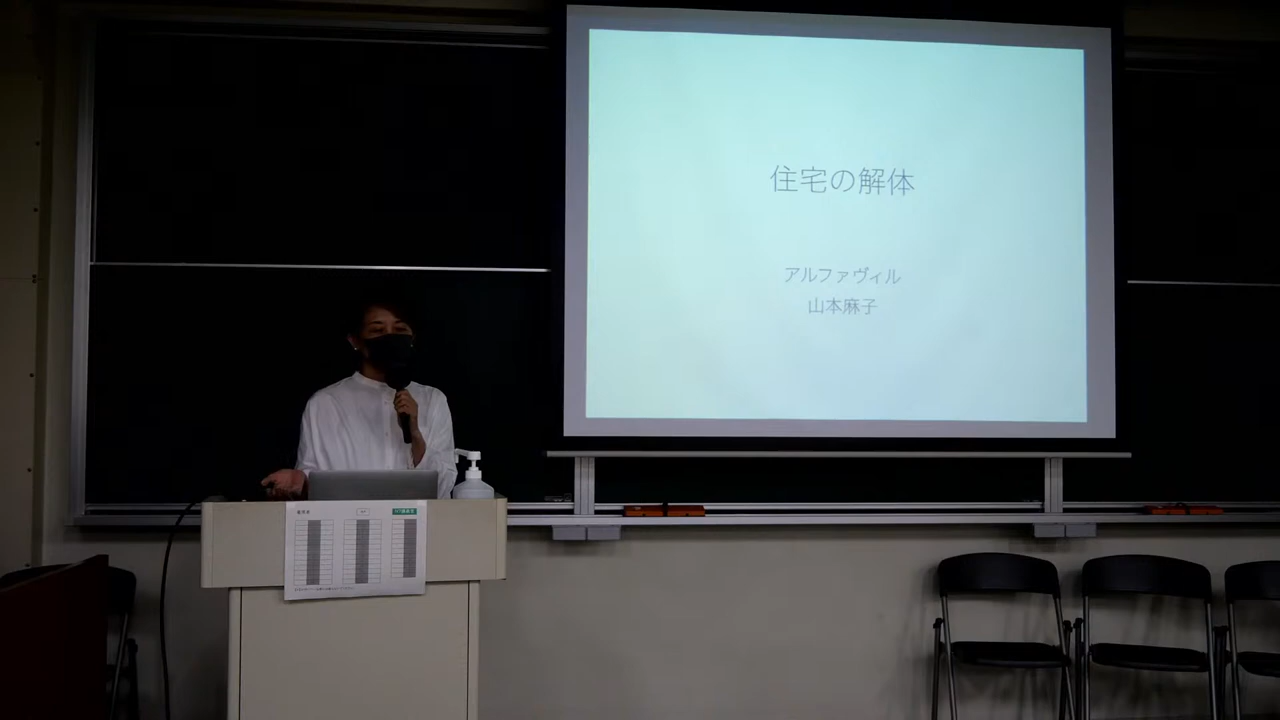 住宅の解体
アルファヴィル
山本麻子